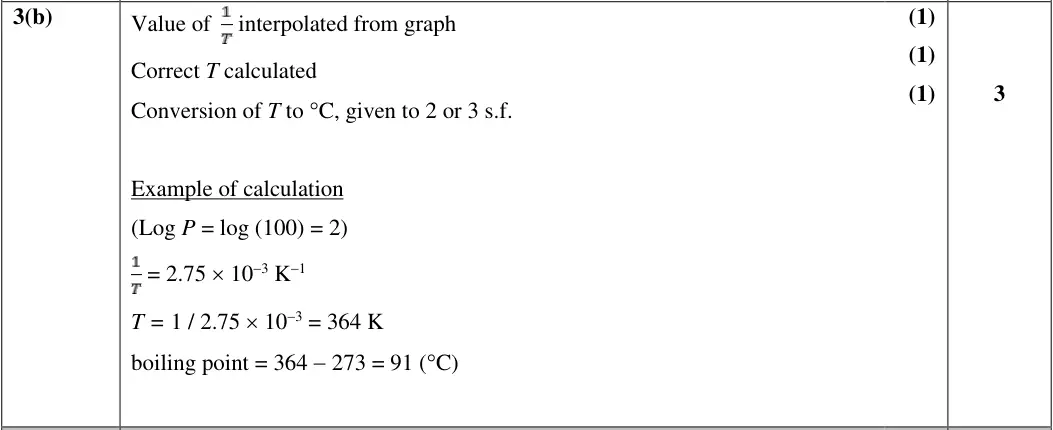 3(b) Value of 1/T interpolated from graph (1)
Correct T calculated (1)
Conversion of T to °C, given to 2 or 3 s.f. (1) 3
Example of calculation
(Log P = log (100) = 2)
1/T = 2.75 × 10⁻³ K⁻¹
T = 1 / 2.75 × 10⁻³ = 364 K
boiling point = 364 – 273 = 91 (°C)